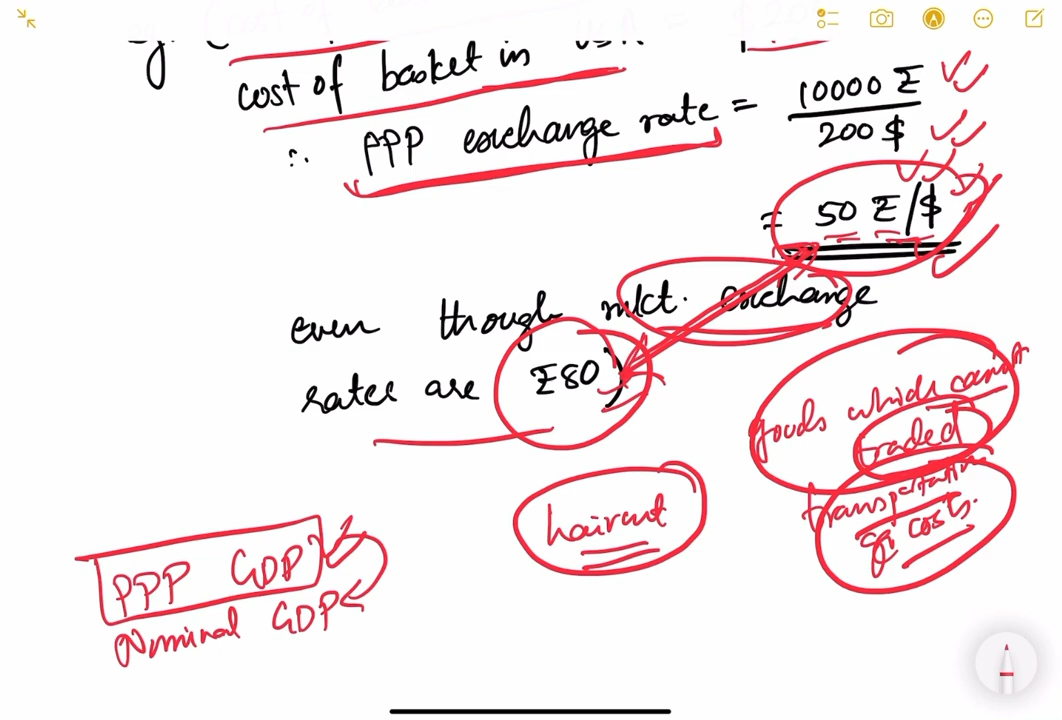 cost of basket in
∴ PPP exchange rate = 10000 ₹
200 $
= 50 ₹/$
even though mkt. exchange
rates are ₹80)
goods which cannot
traded
transportation
costs.
haircut
PPP GDP
Nominal GDP